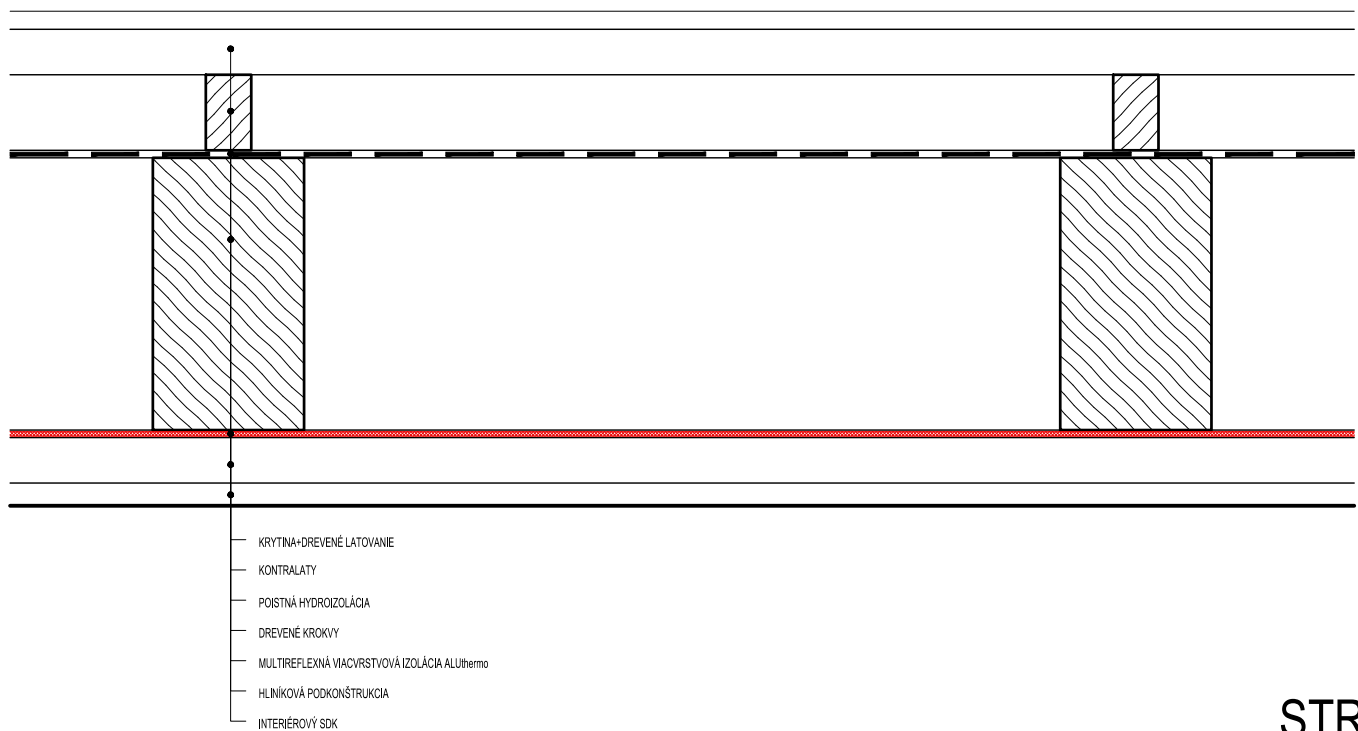 KRYTINA+DREVENÉ LATOVANIE
KONTRALATY
POISTNÁ HYDROIZOLÁCIA
DREVENÉ KROKVY
MULTIREFLEXNÁ VIACVRSTVOVÁ IZOLÁCIA ALUthermo
HLINÍKOVÁ PODKONŠTRUKCIA
INTERIÉROVÝ SDK
STR